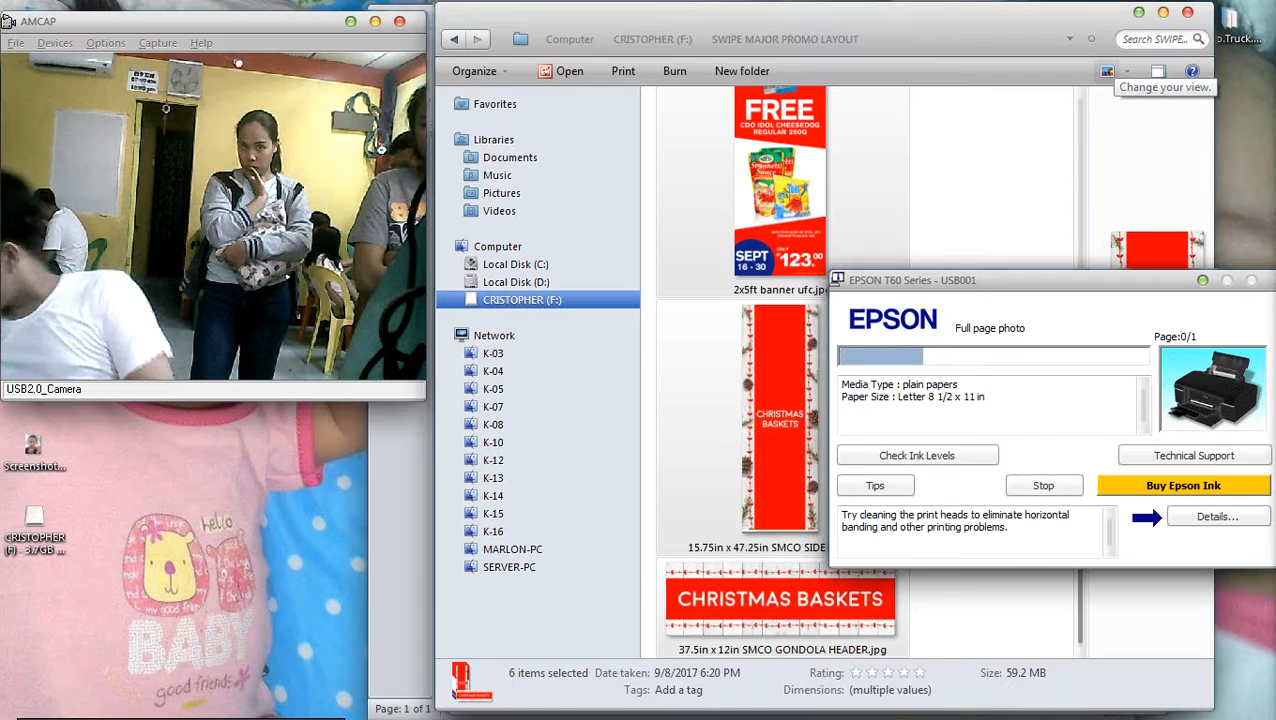 AMCAP
File Devices Options Capture Help
USB2.0_Camera
Screenshot...
CRISTOPHER
(F) - 3.7GB ...
hello
BABY
good friends
Page: 1 of 1
Computer CRISTOPHER (F:) SWIPE MAJOR PROMO LAYOUT
Search SWIPE...
Organize Open Print Burn New folder
Change your view.
o.Truck....
Favorites
Libraries
Documents
Music
Pictures
Videos
Computer
Local Disk (C:)
Local Disk (D:)
CRISTOPHER (F:)
Network
K-03
K-04
K-05
K-07
K-08
K-10
K-12
K-13
K-14
K-15
K-16
MARLON-PC
SERVER-PC
FREE
CDO IDOL CHEESEDOG
REGULAR 250G
SEPT
16 - 30
ONLY
₱123.00
2x5ft banner ufc.jpg
CHRISTMAS
BASKETS
15.75in x 47.25in SMCO SIDE
CHRISTMAS BASKETS
37.5in x 12in SMCO GONDOLA HEADER.jpg
6 items selected Date taken: 9/8/2017 6:20 PM Rating: Size: 59.2 MB
Tags: Add a tag Dimensions: (multiple values)
EPSON T60 Series - USB001
EPSON Full page photo
Page:0/1
Media Type : plain papers
Paper Size : Letter 8 1/2 x 11 in
Check Ink Levels Technical Support
Tips Stop Buy Epson Ink
Try cleaning the print heads to eliminate horizontal
banding and other printing problems.
Details...